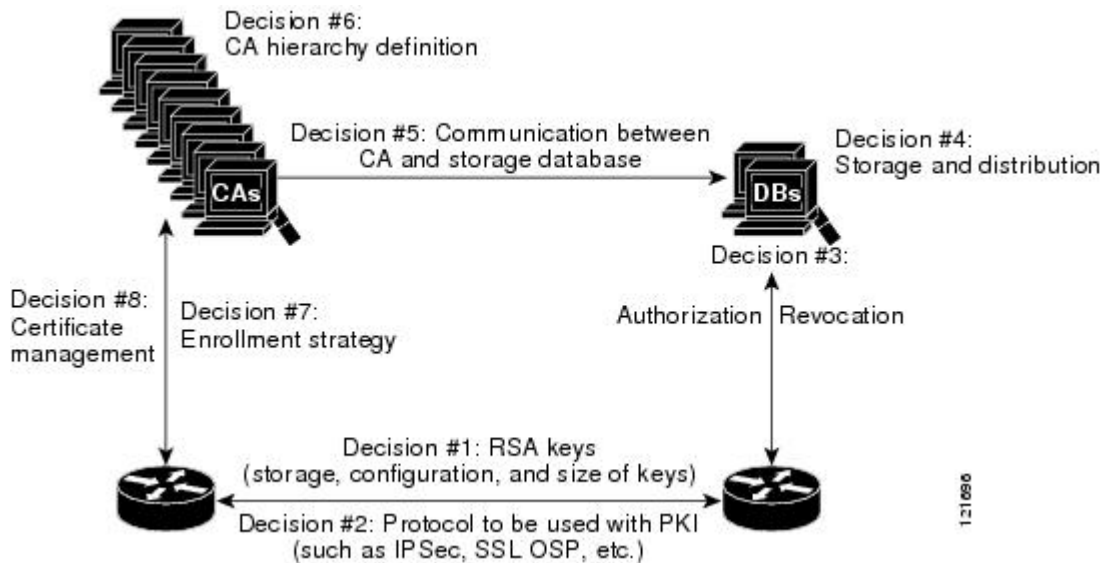 Decision #6:
CA hierarchy definition
Decision #5: Communication between
CA and storage database
Decision #4:
Storage and distribution
CAs
DBs
Decision #3:
Authorization
Revocation
Decision #8:
Certificate
management
Decision #7:
Enrollment strategy
Decision #1: RSA keys
(storage, configuration, and size of keys)
Decision #2: Protocol to be used with PKI
(such as IPSec, SSL OSP, etc.)
121696